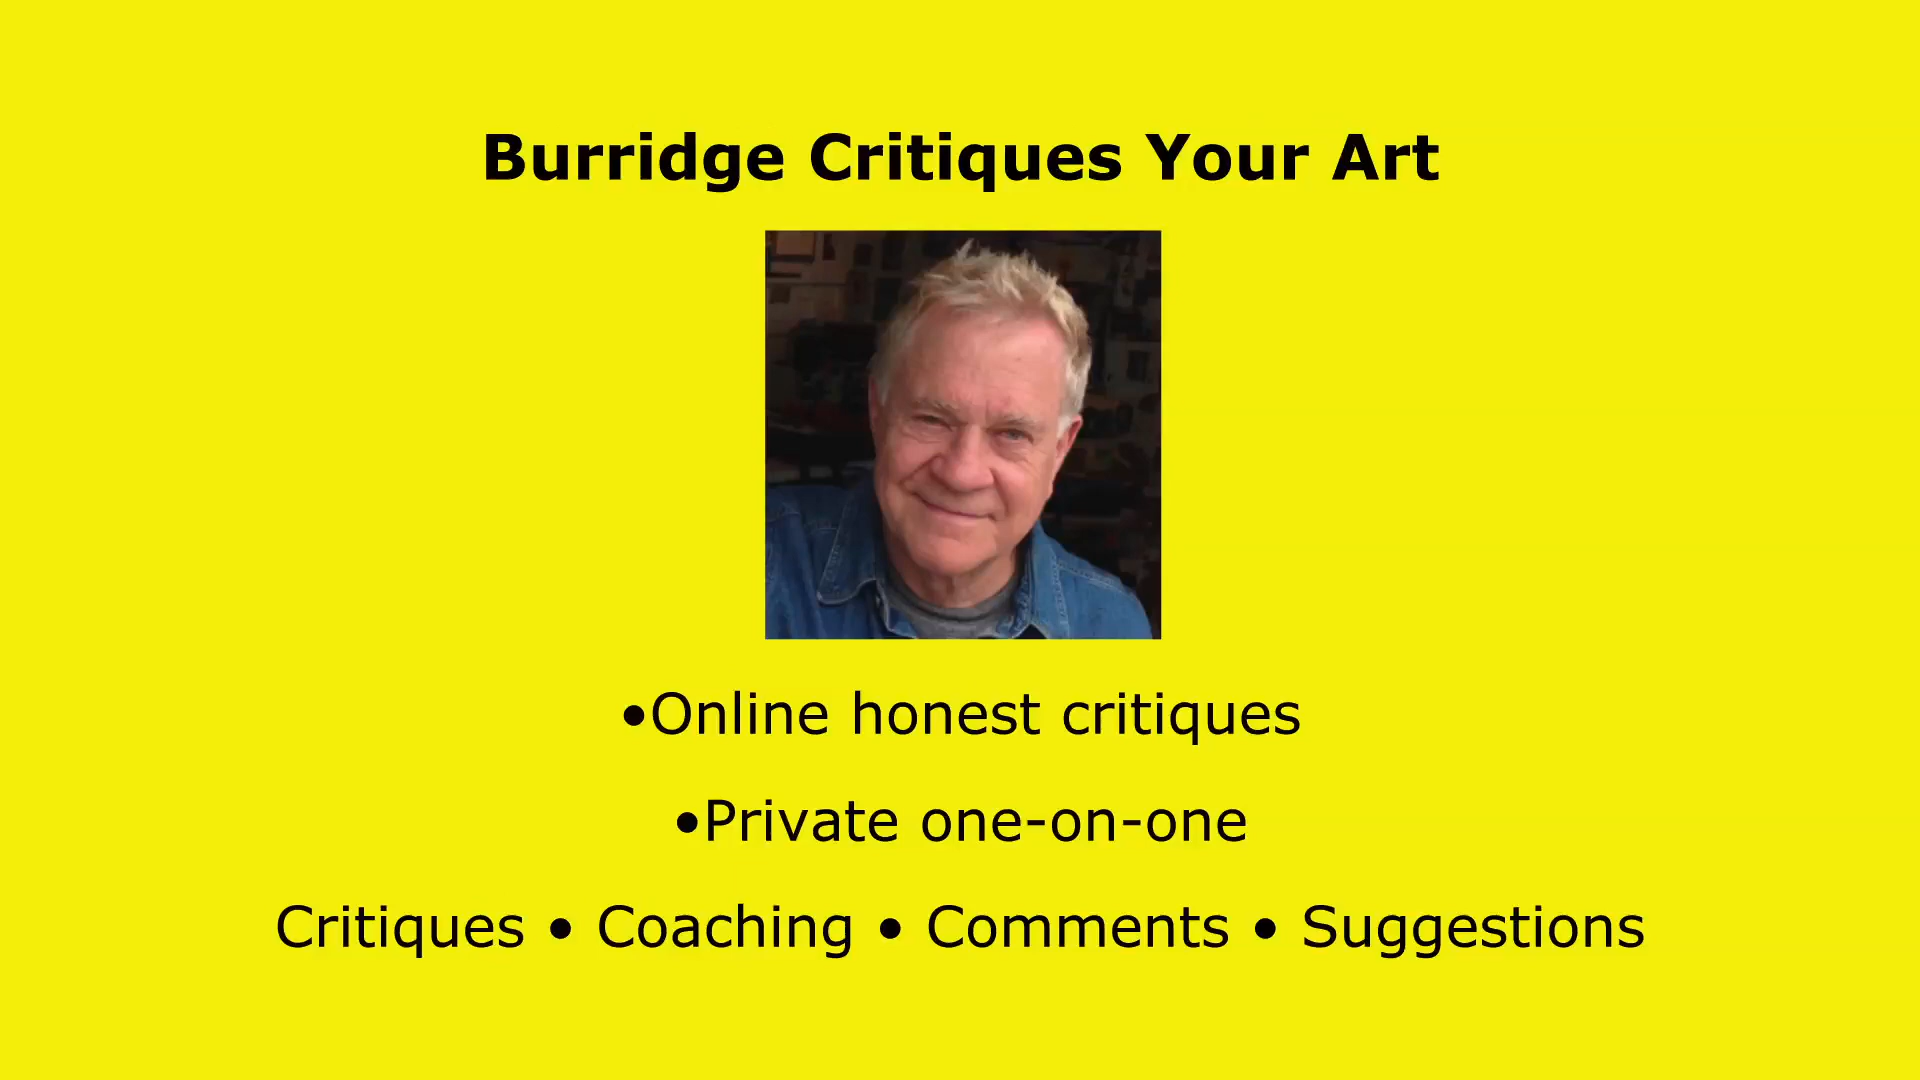 Burridge Critiques Your Art
•Online honest critiques
•Private one-on-one
Critiques • Coaching • Comments • Suggestions